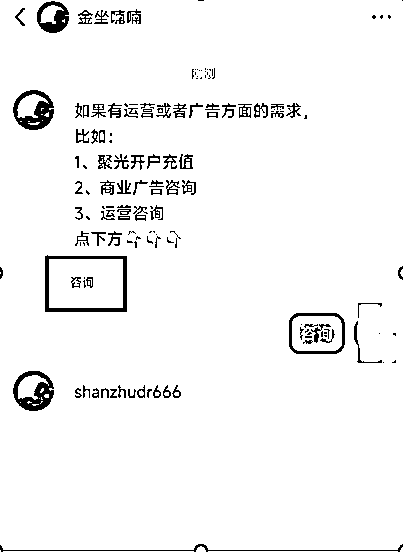 金坐嘀喃
刚刚
如果有运营或者广告方面的需求，
比如：
1、聚光开户充值
2、商业广告咨询
3、运营咨询
点下方👇👇👇
咨询
咨询
shanzhudr666